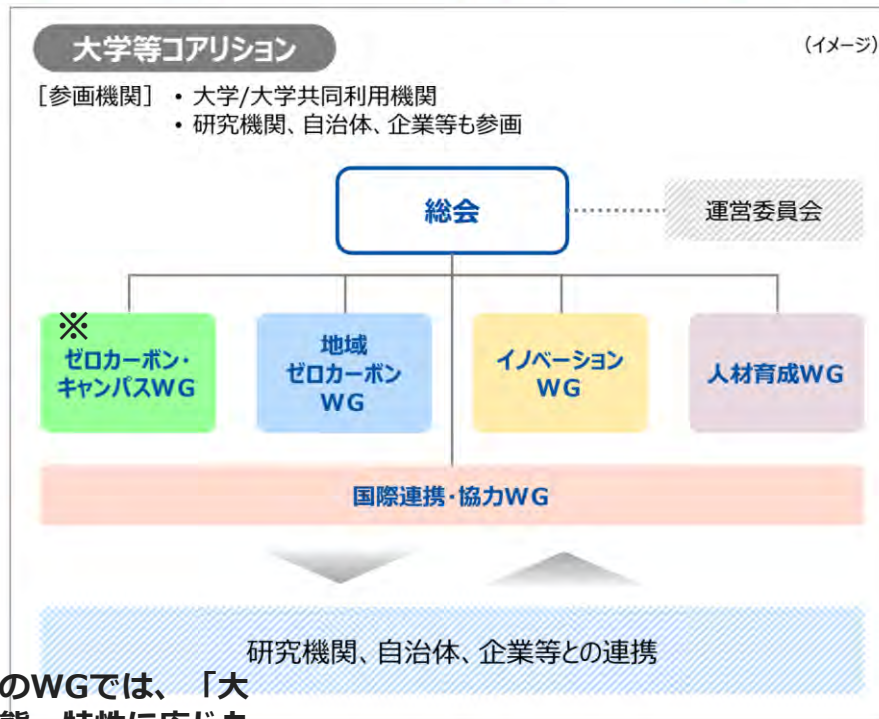 大学等コアリション
(イメージ)
［参画機関］ • 大学/大学共同利用機関
• 研究機関、自治体、企業等も参画
総会
運営委員会
※
ゼロカーボン・
キャンパスWG
地域
ゼロカーボン
WG
イノベーション
WG
人材育成WG
国際連携・協力WG
研究機関、自治体、企業等との連携
のWGでは、「大